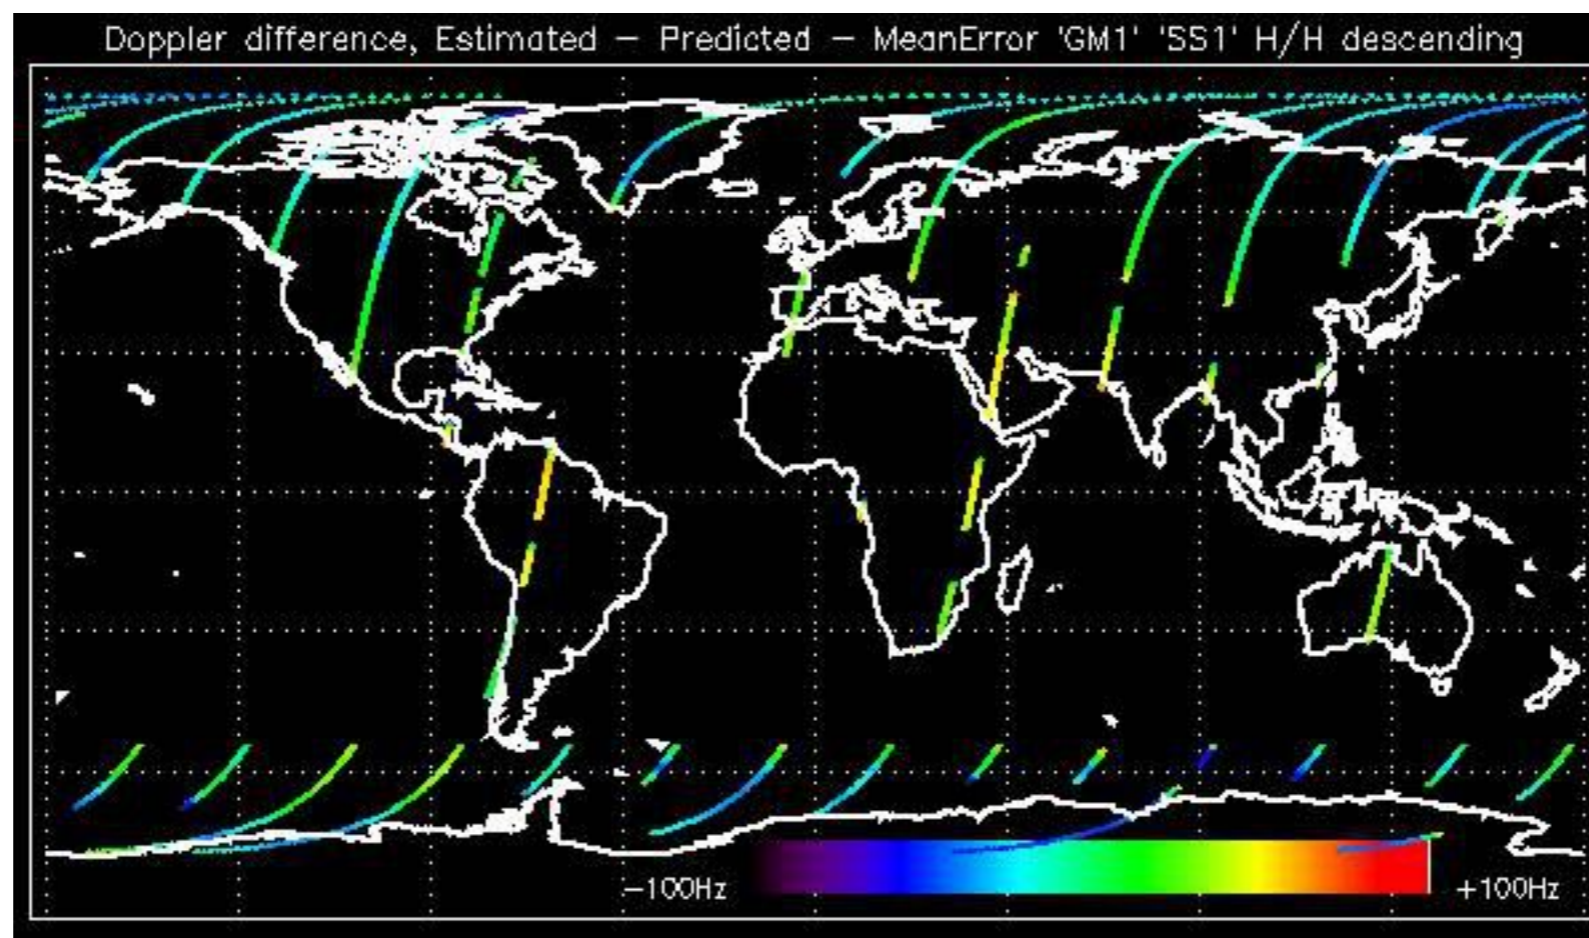 Doppler difference, Estimated – Predicted – MeanError 'GM1' 'SS1' H/H descending
–100Hz +100Hz